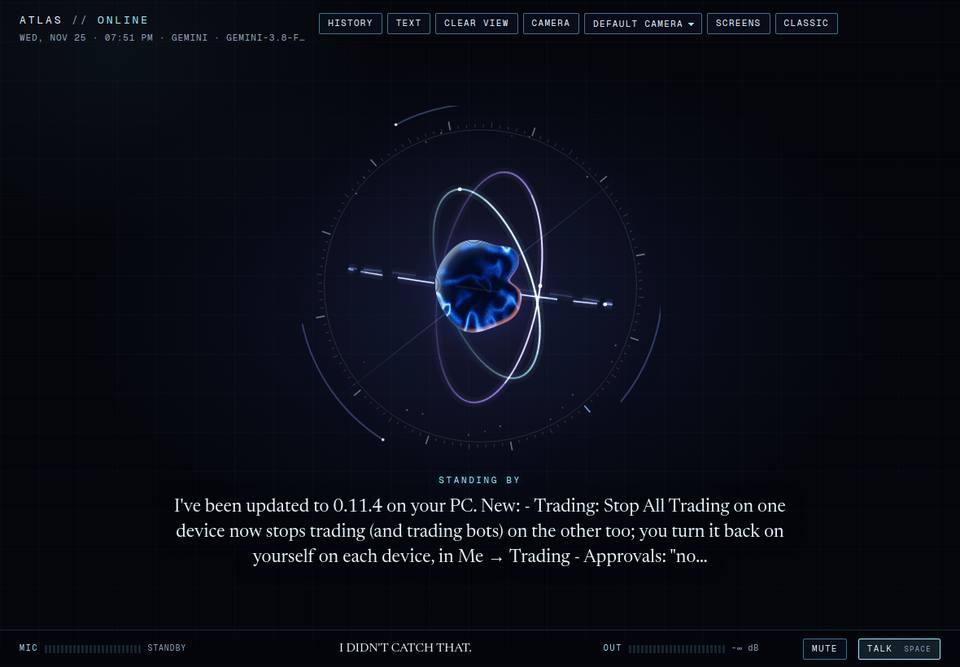 ATLAS // ONLINE
WED, NOV 25 · 07:51 PM · GEMINI · GEMINI-3.8-F…
HISTORY TEXT CLEAR VIEW CAMERA DEFAULT CAMERA SCREENS CLASSIC
STANDING BY
I've been updated to 0.11.4 on your PC. New: - Trading: Stop All Trading on one
device now stops trading (and trading bots) on the other too; you turn it back on
yourself on each device, in Me → Trading - Approvals: "no...
MIC STANDBY I DIDN'T CATCH THAT. OUT -∞ dB MUTE TALK SPACE